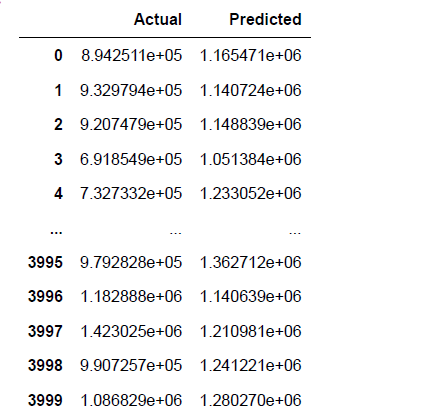 Actual Predicted
0 8.942511e+05 1.165471e+06
1 9.329794e+05 1.140724e+06
2 9.207479e+05 1.148839e+06
3 6.918549e+05 1.051384e+06
4 7.327332e+05 1.233052e+06
... ... ...
3995 9.792828e+05 1.362712e+06
3996 1.182888e+06 1.140639e+06
3997 1.423025e+06 1.210981e+06
3998 9.907257e+05 1.241221e+06
3999 1.086829e+06 1.280270e+06